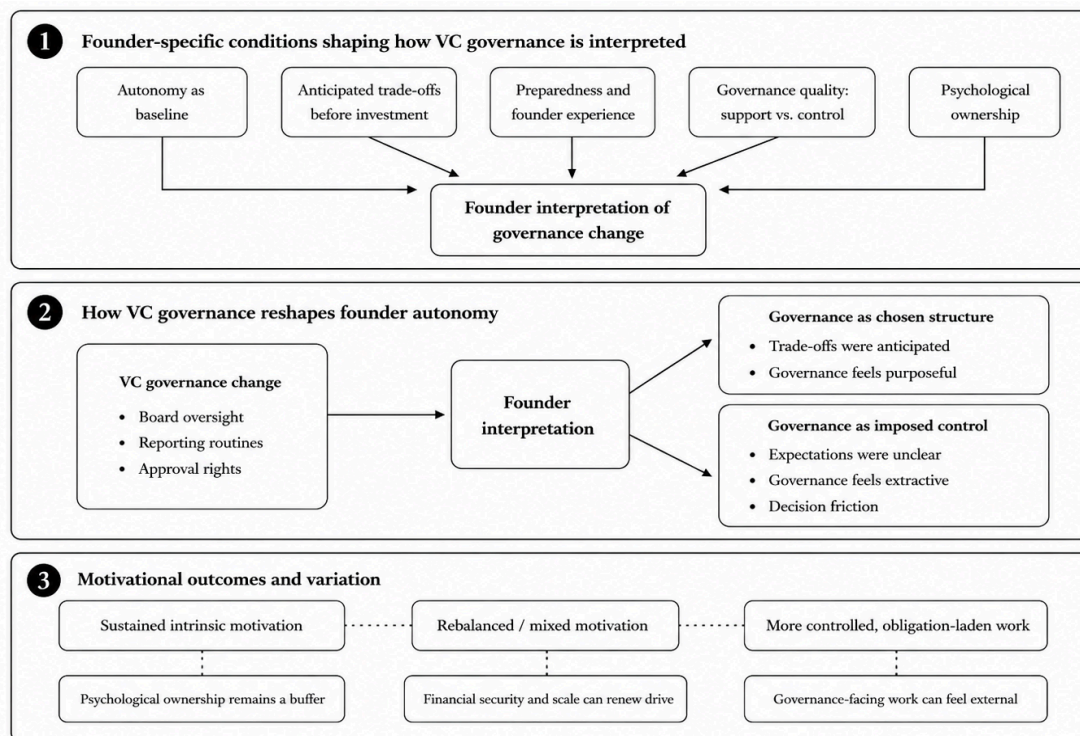 1 Founder-specific conditions shaping how VC governance is interpreted
Autonomy as
baseline
Anticipated trade-offs
before investment
Preparedness and
founder experience
Governance quality:
support vs. control
Psychological
ownership
Founder interpretation of
governance change
2 How VC governance reshapes founder autonomy
VC governance change
• Board oversight
• Reporting routines
• Approval rights
Founder
interpretation
Governance as chosen structure
• Trade-offs were anticipated
• Governance feels purposeful
Governance as imposed control
• Expectations were unclear
• Governance feels extractive
• Decision friction
3 Motivational outcomes and variation
Sustained intrinsic motivation
Rebalanced / mixed motivation
More controlled, obligation-laden work
Psychological ownership remains a buffer
Financial security and scale can renew drive
Governance-facing work can feel external